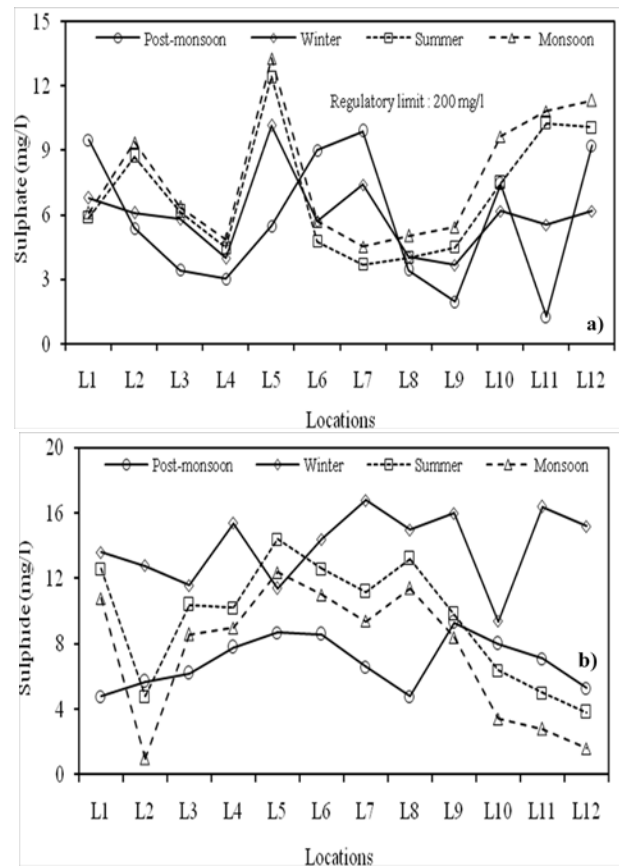 15
12
9
6
3
0
Sulphate (mg/l)
Post-monsoon Winter Summer Monsoon
Regulatory limit : 200 mg/l
a)
L1 L2 L3 L4 L5 L6 L7 L8 L9 L10 L11 L12
Locations
20
16
12
8
4
0
Sulphide (mg/l)
Post-monsoon Winter Summer Monsoon
b)
L1 L2 L3 L4 L5 L6 L7 L8 L9 L10 L11 L12
Locations